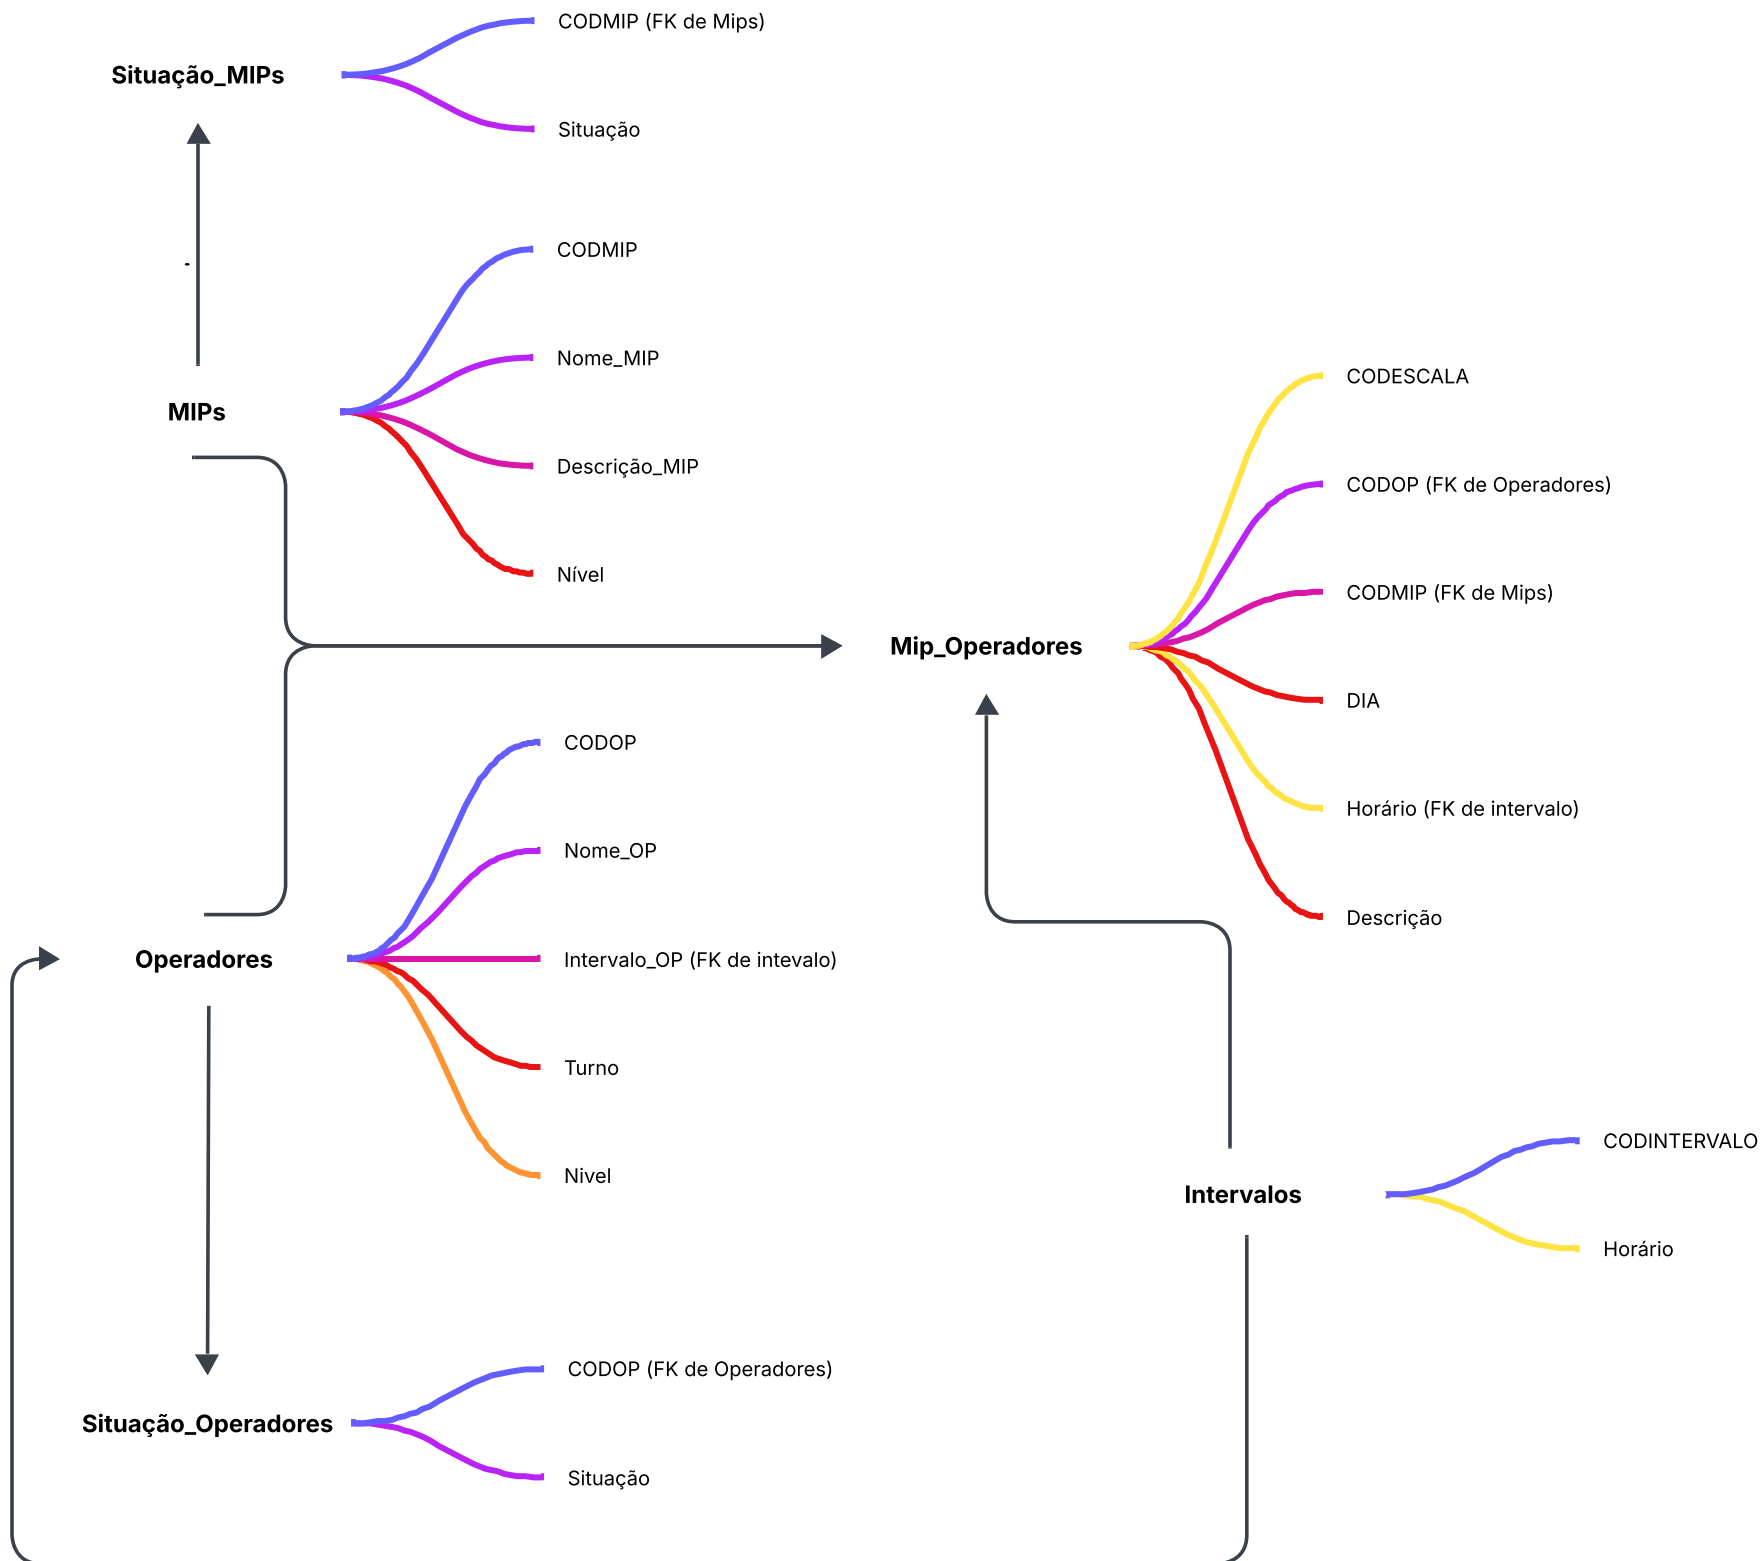 Situação_MIPs
CODMIP (FK de Mips)
Situação
-
MIPs
CODMIP
Nome_MIP
Descrição_MIP
Nível
Mip_Operadores
CODESCALA
CODOP (FK de Operadores)
CODMIP (FK de Mips)
DIA
Horário (FK de intervalo)
Descrição
Operadores
CODOP
Nome_OP
Intervalo_OP (FK de intevalo)
Turno
Nivel
Intervalos
CODINTERVALO
Horário
Situação_Operadores
CODOP (FK de Operadores)
Situação